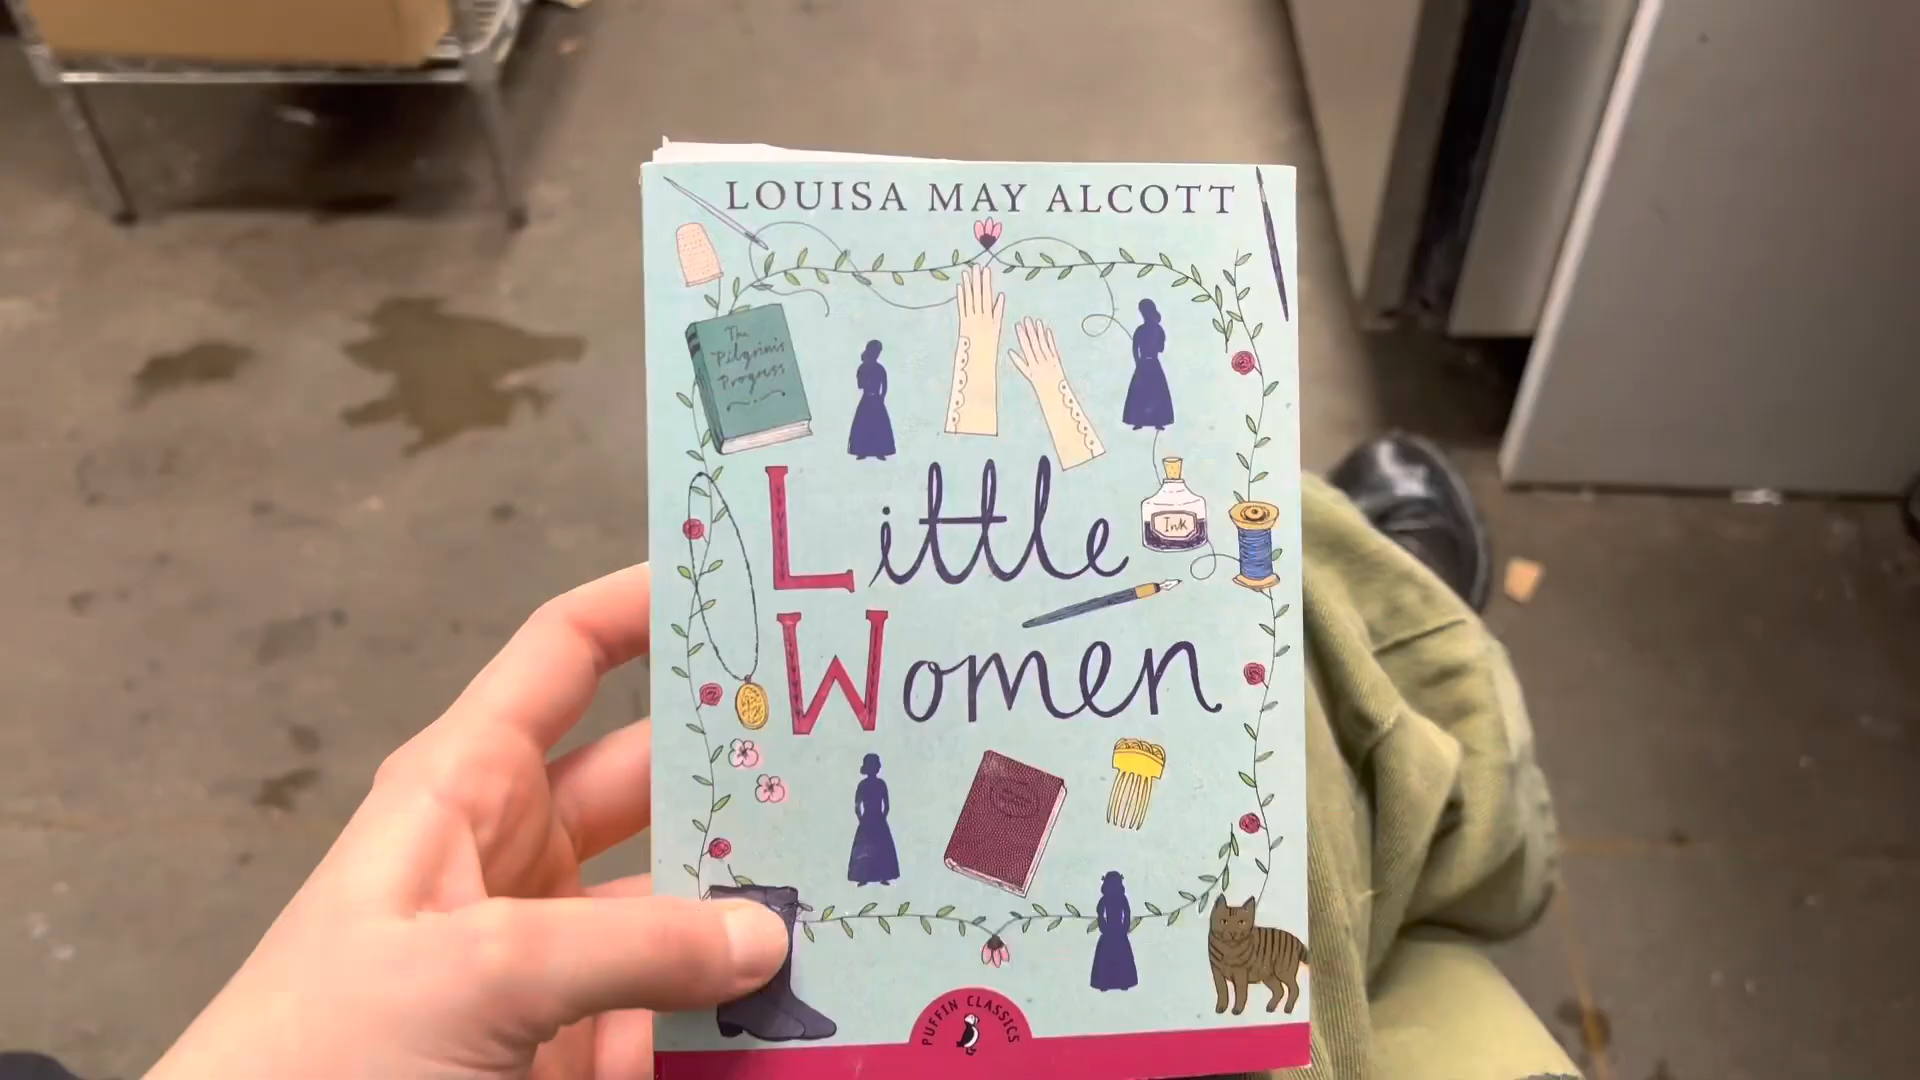 LOUISA MAY ALCOTT
The
Pilgrim's
Progress
Little
Ink
Women
PUFFIN CLASSICS